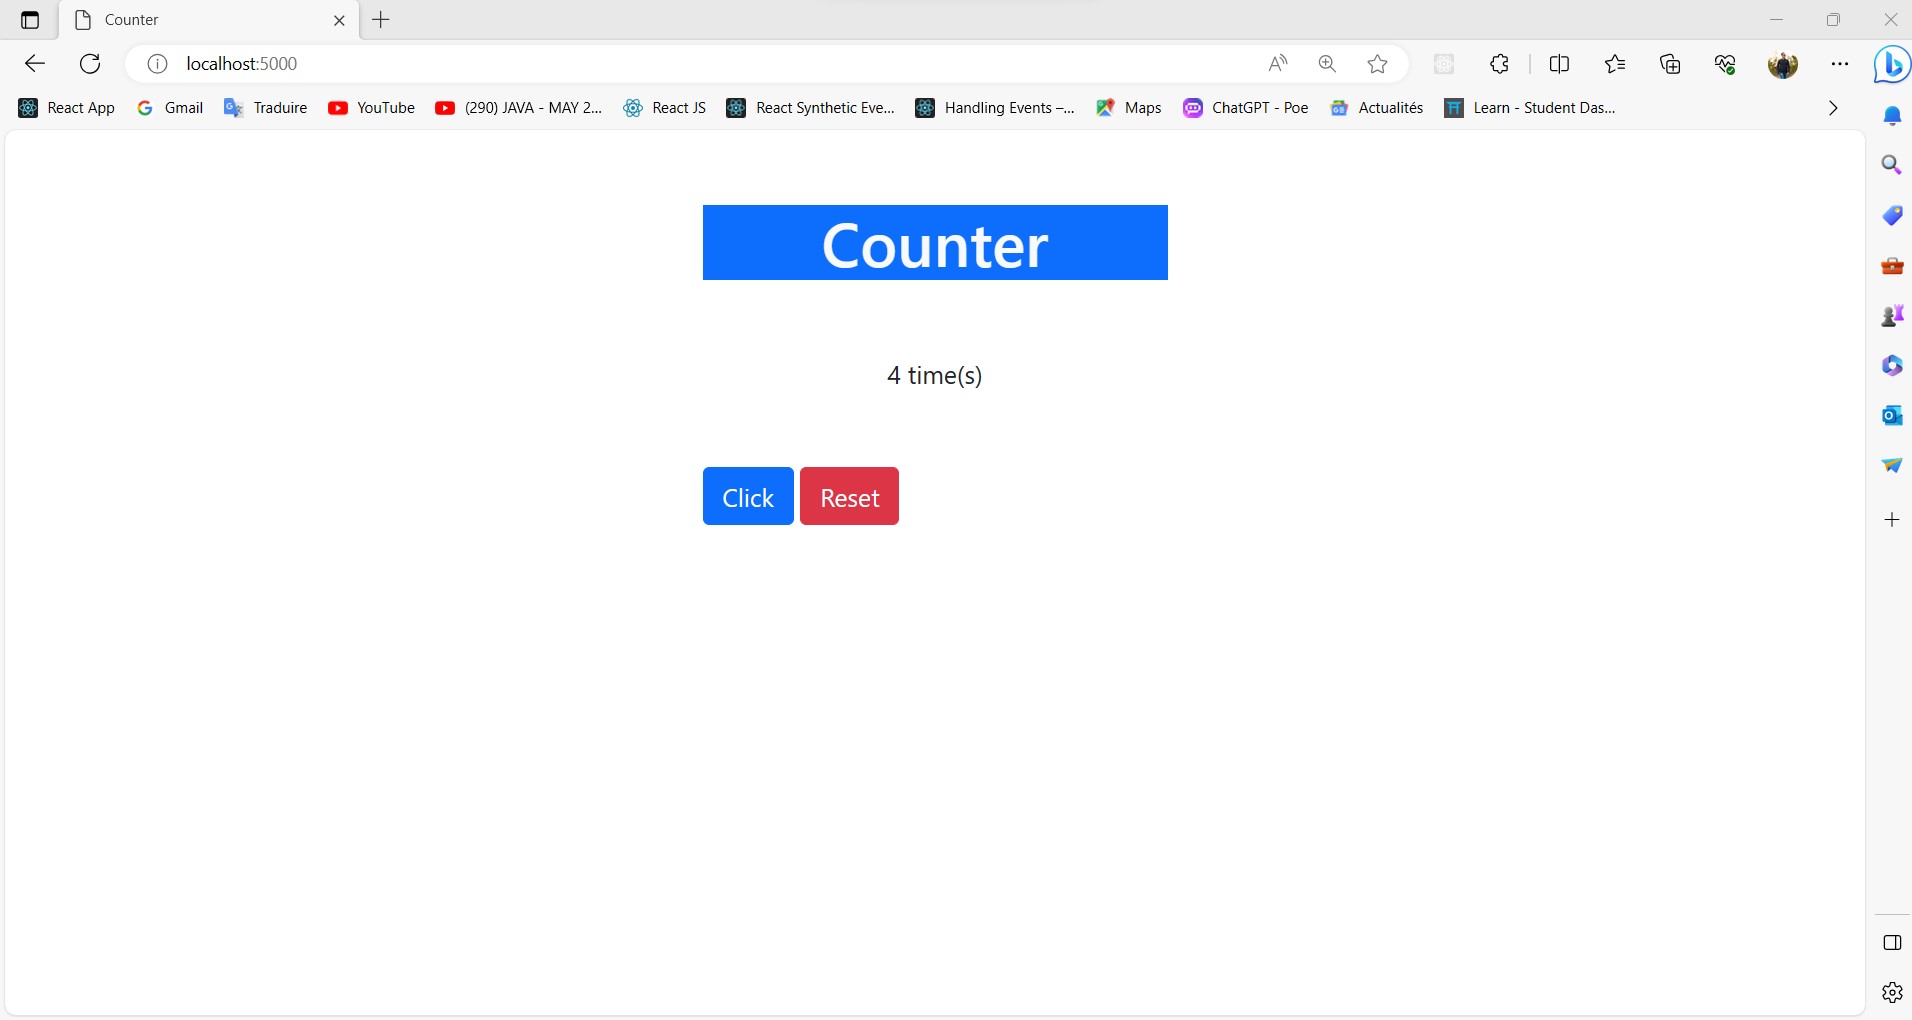 Counter
localhost:5000
React App Gmail Traduire YouTube (290) JAVA - MAY 2... React JS React Synthetic Eve... Handling Events –... Maps ChatGPT - Poe Actualités Learn - Student Das...
Counter
4 time(s)
Click Reset